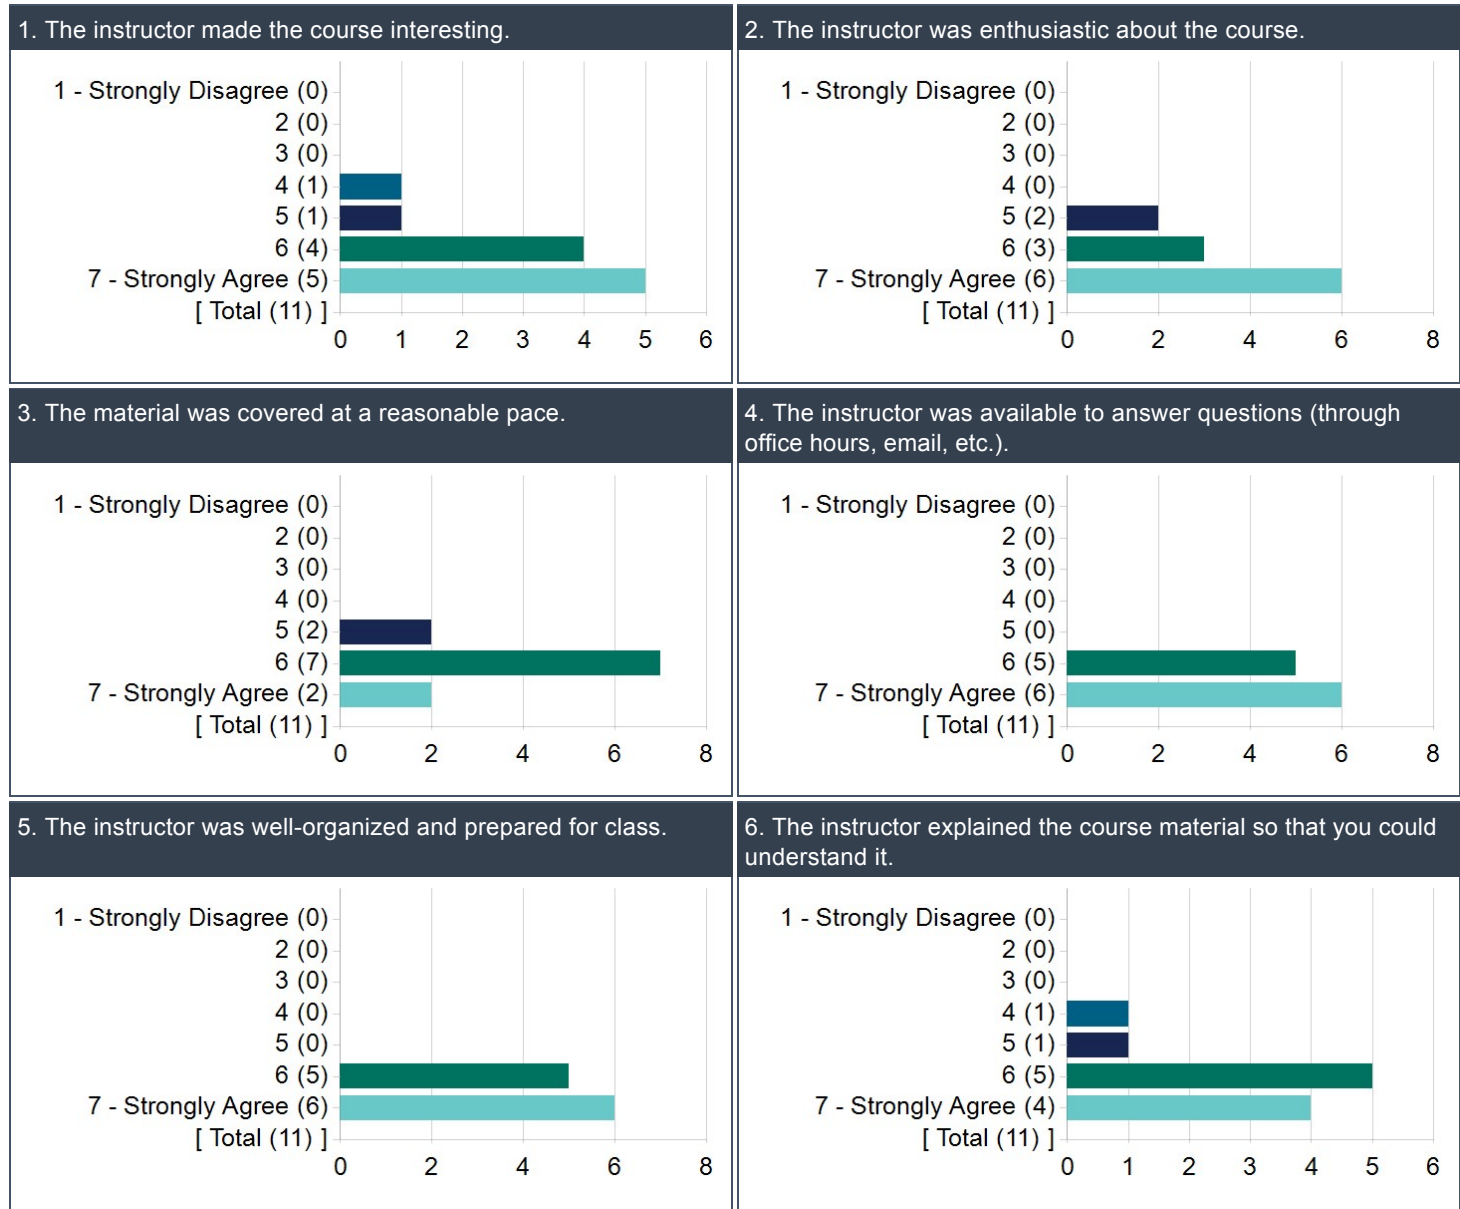 1. The instructor made the course interesting.
1 - Strongly Disagree (0)
2 (0)
3 (0)
4 (1)
5 (1)
6 (4)
7 - Strongly Agree (5)
[ Total (11) ]
0 1 2 3 4 5 6
2. The instructor was enthusiastic about the course.
1 - Strongly Disagree (0)
2 (0)
3 (0)
4 (0)
5 (2)
6 (3)
7 - Strongly Agree (6)
[ Total (11) ]
0 2 4 6 8
3. The material was covered at a reasonable pace.
1 - Strongly Disagree (0)
2 (0)
3 (0)
4 (0)
5 (2)
6 (7)
7 - Strongly Agree (2)
[ Total (11) ]
0 2 4 6 8
4. The instructor was available to answer questions (through
office hours, email, etc.).
1 - Strongly Disagree (0)
2 (0)
3 (0)
4 (0)
5 (0)
6 (5)
7 - Strongly Agree (6)
[ Total (11) ]
0 2 4 6 8
5. The instructor was well-organized and prepared for class.
1 - Strongly Disagree (0)
2 (0)
3 (0)
4 (0)
5 (0)
6 (5)
7 - Strongly Agree (6)
[ Total (11) ]
0 2 4 6 8
6. The instructor explained the course material so that you could
understand it.
1 - Strongly Disagree (0)
2 (0)
3 (0)
4 (1)
5 (1)
6 (5)
7 - Strongly Agree (4)
[ Total (11) ]
0 1 2 3 4 5 6